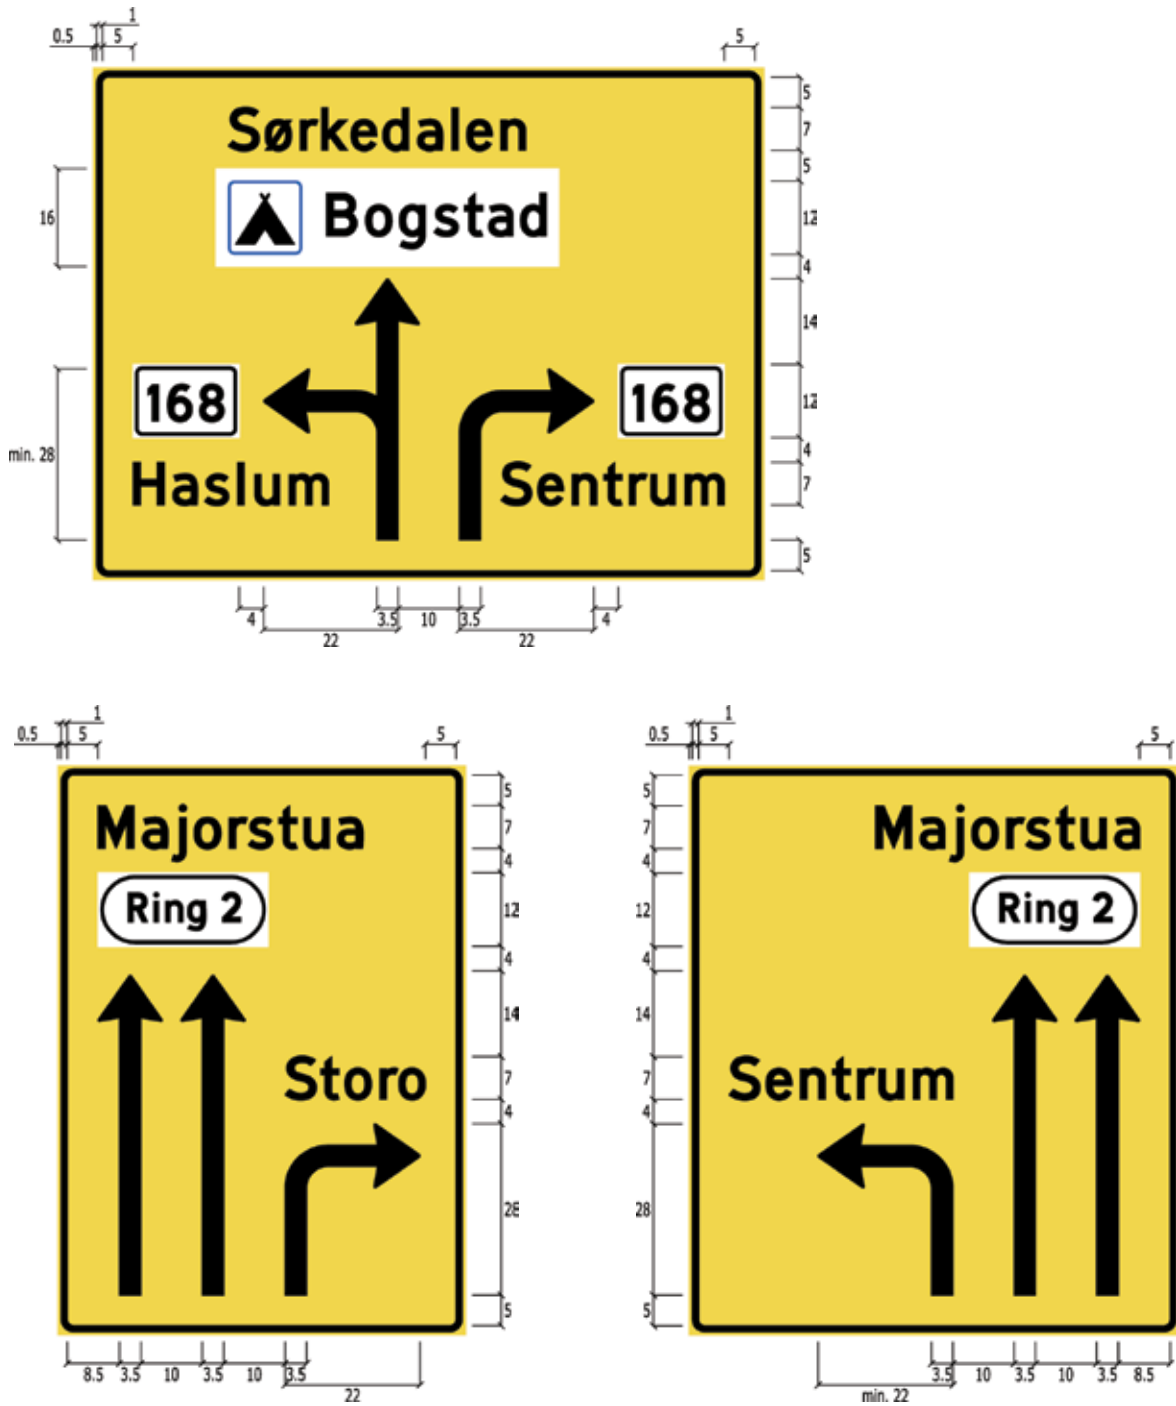 1
0.5 5 5
Sørkedalen
5
7
5
16
Bogstad
12
4
14
168 168
12
min. 28
4
Haslum Sentrum
7
5
4 3.5 10 3.5 4
22 22
1 1
0.5 5 5 0.5 5 5
5 5
Majorstua Majorstua
7 7
4 4
Ring 2 Ring 2
12 12
4 4
14 14
Storo Sentrum
7 7
4 4
28 28
5 5
8.5 3.5 10 3.5 10 3.5 3.5 10 3.5 10 3.5 8.5
22 min. 22